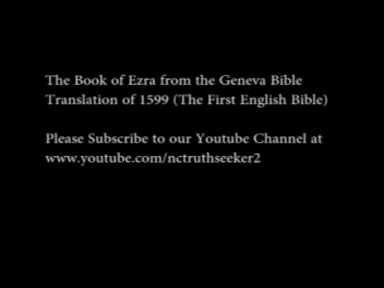 The Book of Ezra from the Geneva Bible
Translation of 1599 (The First English Bible)
Please Subscribe to our Youtube Channel at
www.youtube.com/nctruthseeker2